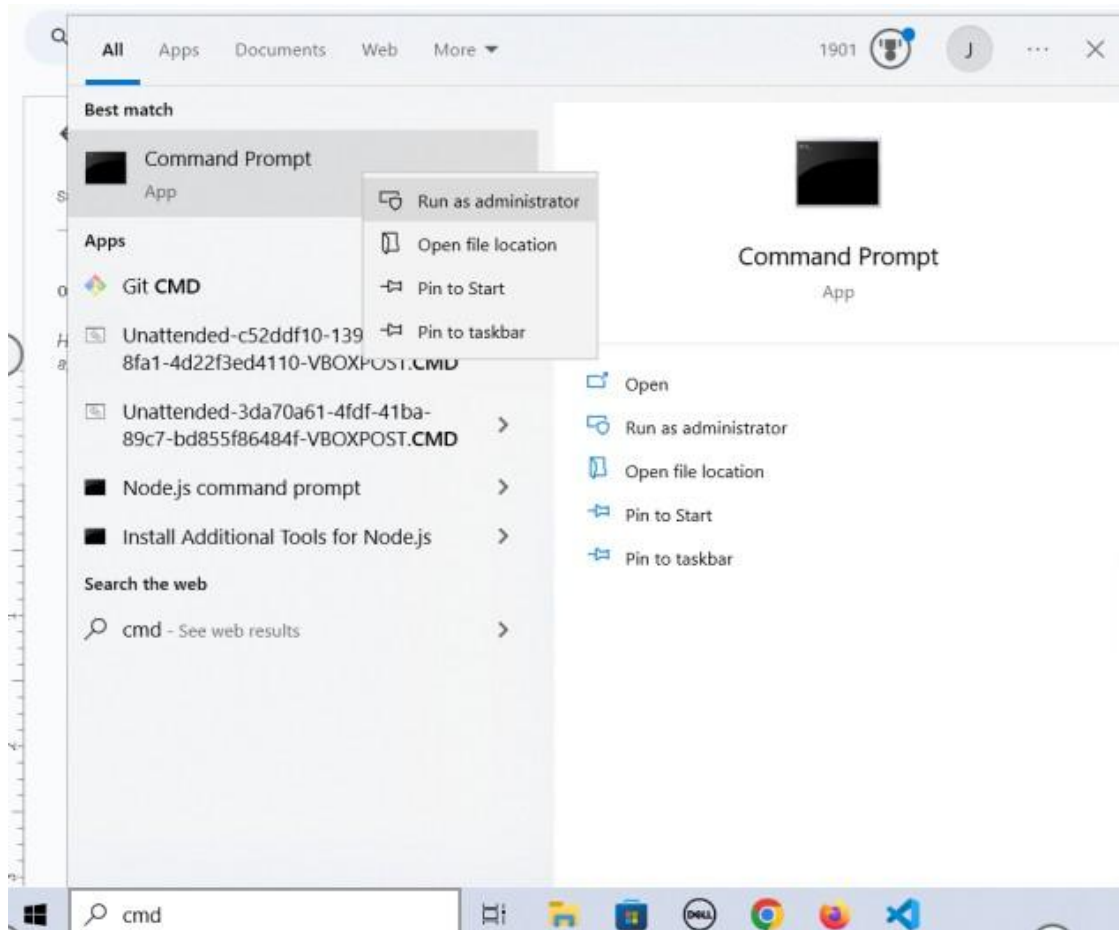 All Apps Documents Web More 1901 J
Best match
Command Prompt
App
Run as administrator
Open file location
Pin to Start
Pin to taskbar
Apps
Git CMD
Unattended-c52ddf10-139
8fa1-4d22f3ed4110-VBOXPOST.CMD
Unattended-3da70a61-4fdf-41ba-
89c7-bd855f86484f-VBOXPOST.CMD
Node.js command prompt
Install Additional Tools for Node.js
Search the web
cmd - See web results
Command Prompt
App
Open
Run as administrator
Open file location
Pin to Start
Pin to taskbar
cmd
DELL